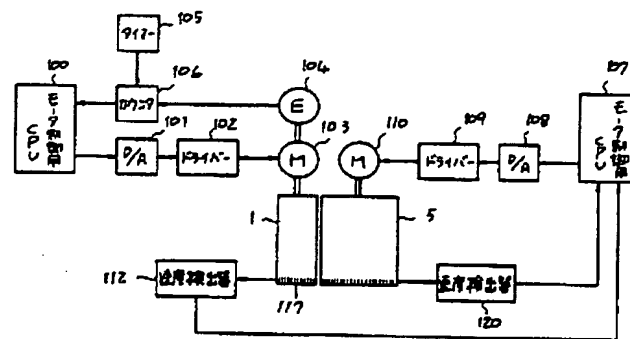 105
タイマー
100
106
104
107
モータ制御用
CPU
カウンタ
E
モータ制御用
CPU
101
102
103
110
109
108
D/A
ドライバー
M
M
ドライバー
D/A
1
5
112
速度検出器
117
速度検出器
120